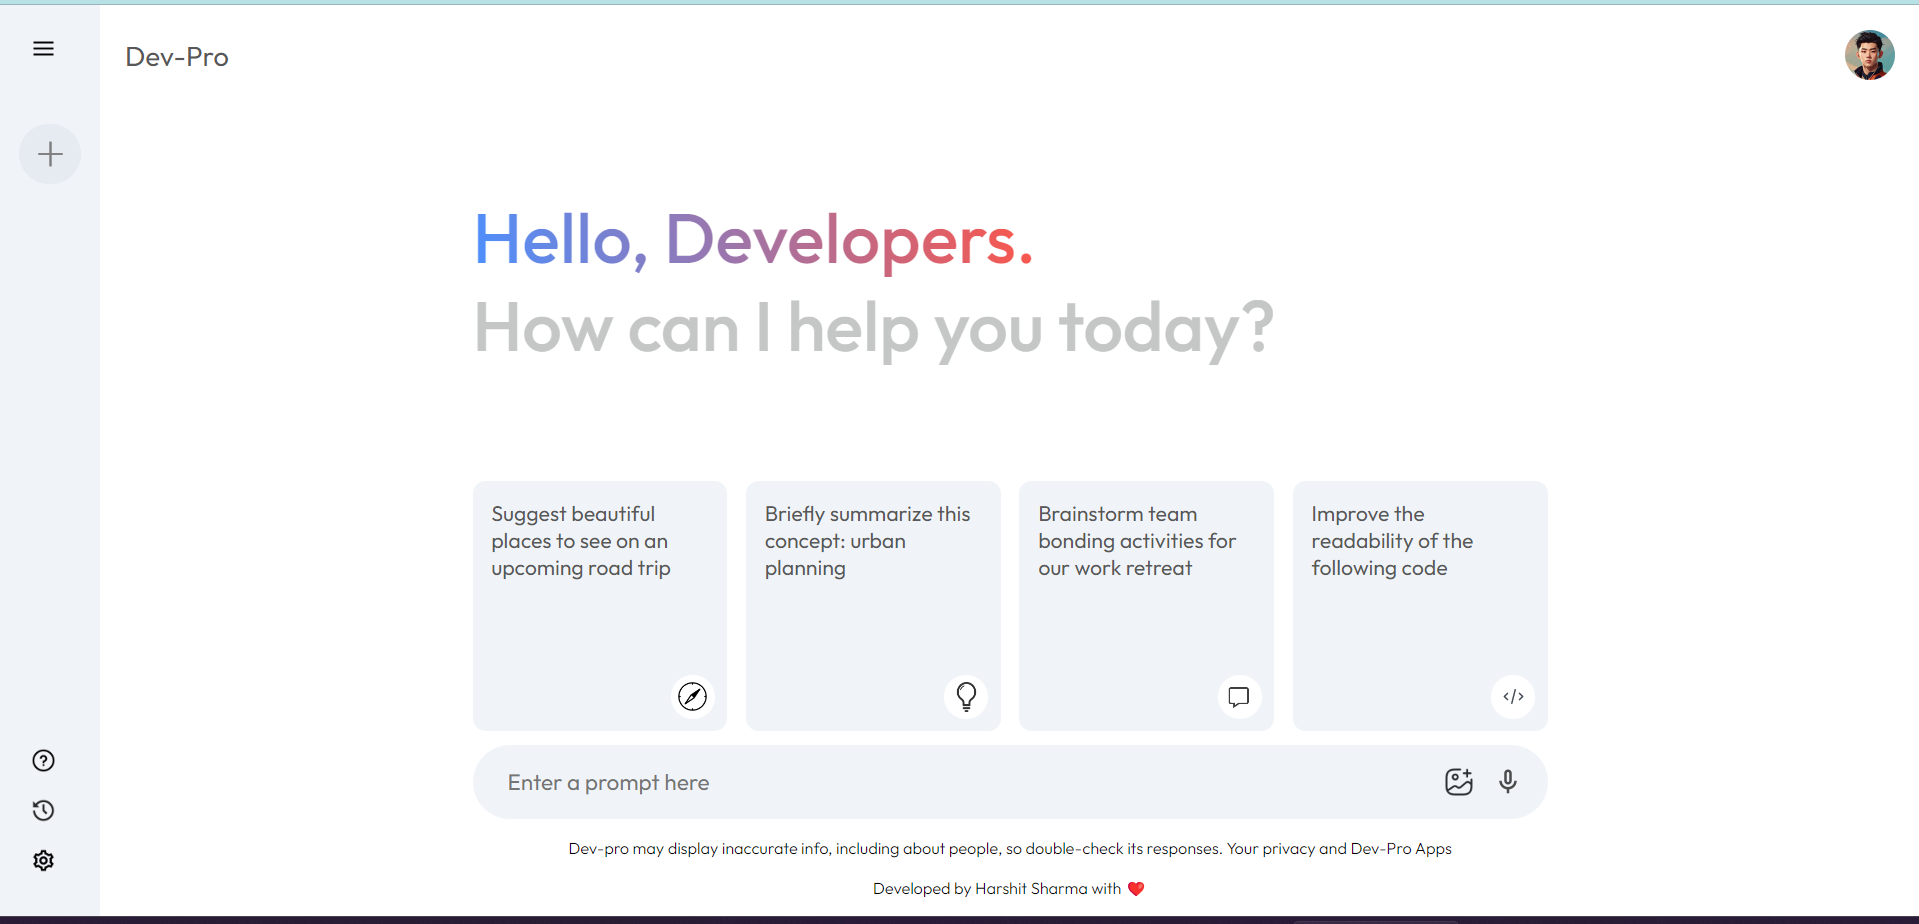 Dev-Pro
Hello, Developers.
How can I help you today?
Suggest beautiful
places to see on an
upcoming road trip
Briefly summarize this
concept: urban
planning
Brainstorm team
bonding activities for
our work retreat
Improve the
readability of the
following code
Enter a prompt here
Dev-pro may display inaccurate info, including about people, so double-check its responses. Your privacy and Dev-Pro Apps
Developed by Harshit Sharma with ❤️